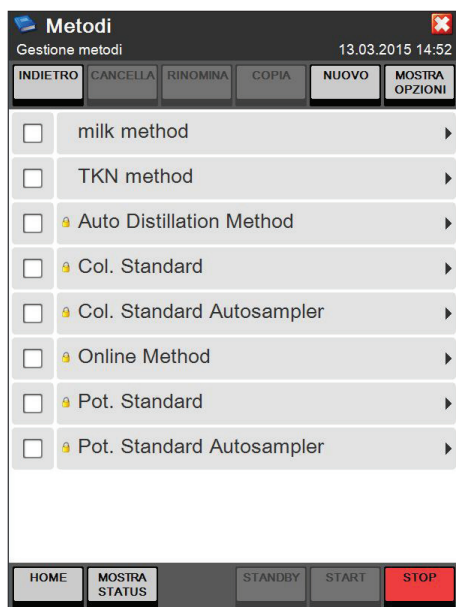 Metodi
Gestione metodi 13.03.2015 14:52
INDIETRO CANCELLA RINOMINA COPIA NUOVO MOSTRA OPZIONI
milk method
TKN method
Auto Distillation Method
Col. Standard
Col. Standard Autosampler
Online Method
Pot. Standard
Pot. Standard Autosampler
HOME MOSTRA STATUS STANDBY START STOP